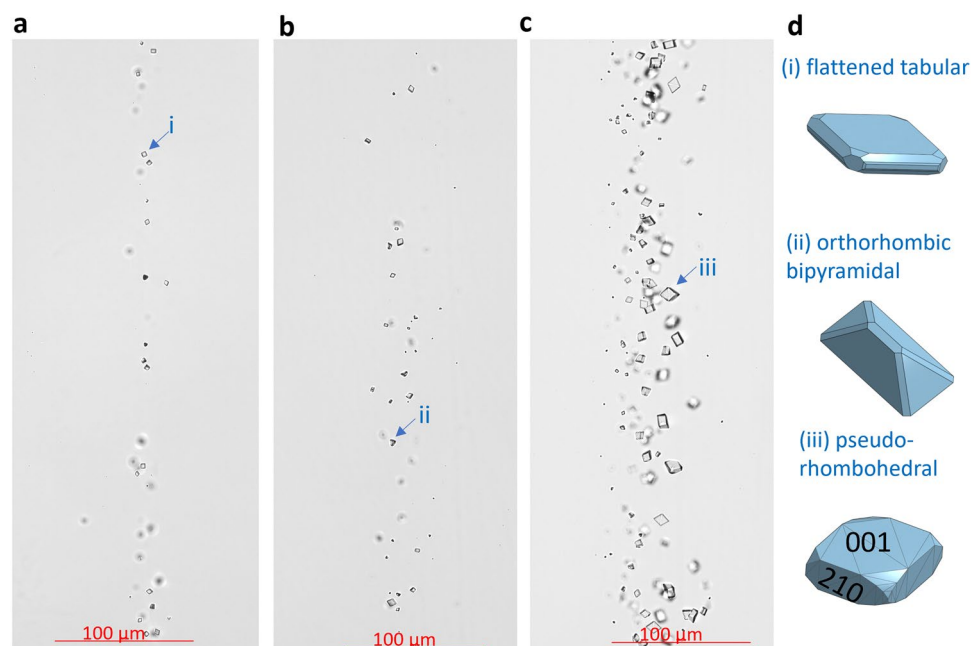 a
b
c
d
(i) flattened tabular
i
(ii) orthorhombic
bipyramidal
iii
ii
(iii) pseudo-
rhombohedral
001
210
100 µm
100 µm
100 µm